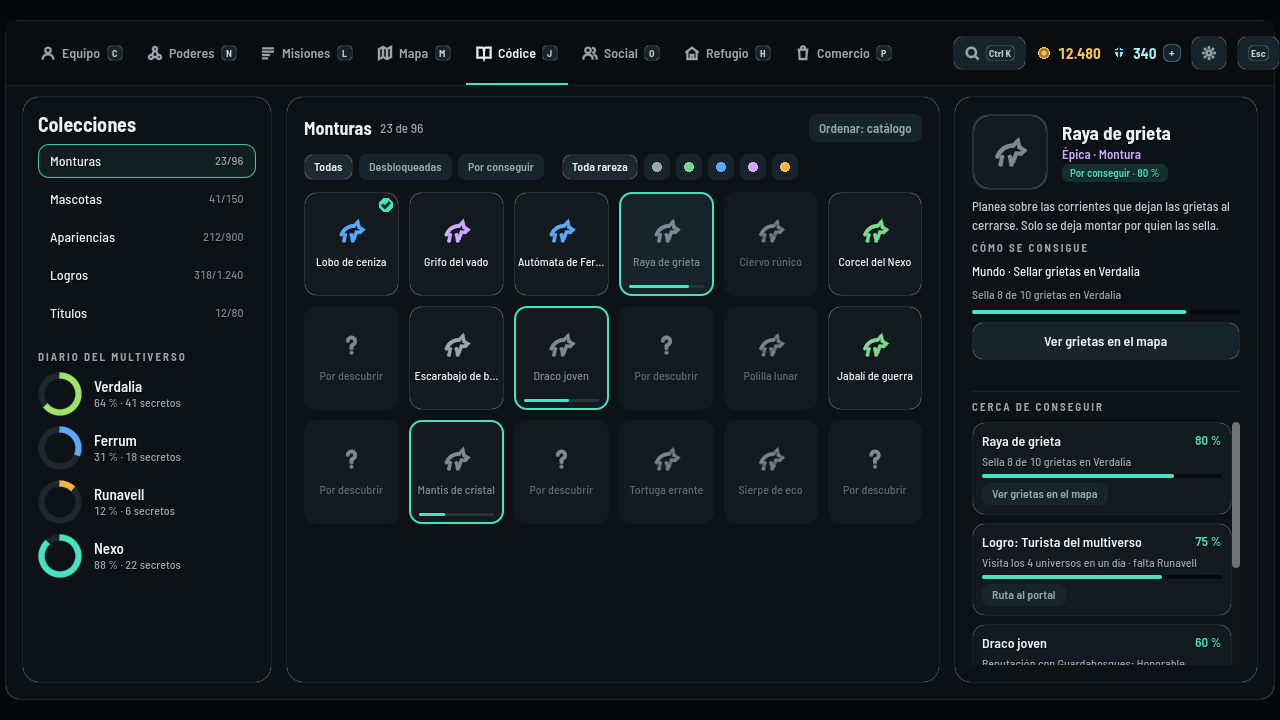 Equipo C Poderes N Misiones L Mapa M Códice J Social O Refugio H Comercio P Ctrl K 12.480 340 + Esc
Colecciones
Monturas 23/96
Mascotas 41/150
Apariencias 212/900
Logros 318/1.240
Títulos 12/80
DIARIO DEL MULTIVERSO
Verdalia
64 % · 41 secretos
Ferrum
31 % · 18 secretos
Runavell
12 % · 6 secretos
Nexo
88 % · 22 secretos
Monturas 23 de 96 Ordenar: catálogo
Todas Desbloqueadas Por conseguir Toda rareza
Lobo de ceniza Grifo del vado Autómata de Fer... Raya de grieta Ciervo rúnico Corcel del Nexo
? ?
Por descubrir Escarabajo de b... Draco joven Por descubrir Polilla lunar Jabalí de guerra
? ? ?
Por descubrir Mantis de cristal Por descubrir Tortuga errante Sierpe de eco Por descubrir
Raya de grieta
Épica · Montura
Por conseguir · 80 %
Planea sobre las corrientes que dejan las grietas al
cerrarse. Solo se deja montar por quien las sella.
CÓMO SE CONSIGUE
Mundo · Sellar grietas en Verdalia
Sella 8 de 10 grietas en Verdalia
Ver grietas en el mapa
CERCA DE CONSEGUIR
Raya de grieta 80 %
Sella 8 de 10 grietas en Verdalia
Ver grietas en el mapa
Logro: Turista del multiverso 75 %
Visita los 4 universos en un día · falta Runavell
Ruta al portal
Draco joven 60 %
Reputación con Guardabosques: Honorable